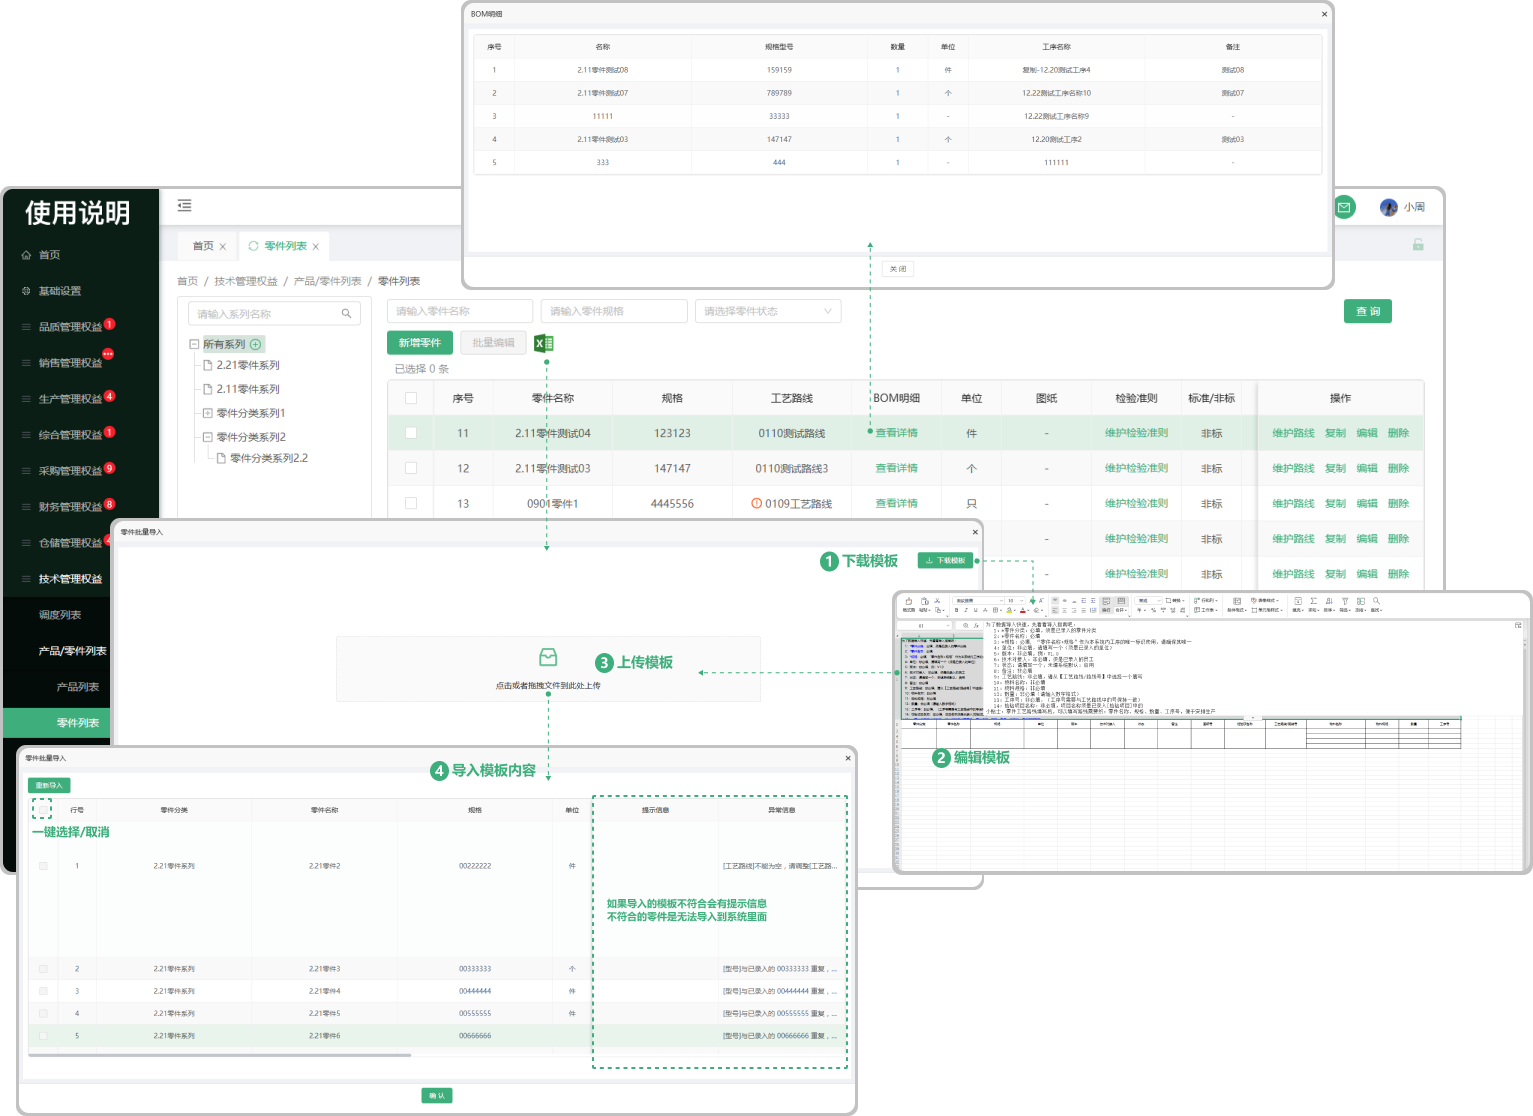 BOM明细
序号 名称 规格型号 数量 单位 工序名称 备注
1 2.11零件测试08 159159 1 件 复制-12.20测试工序4 测试08
2 2.11零件测试07 789789 1 个 12.22测试工序名称10 测试07
3 11111 33333 1 - 12.22测试工序名称9 -
4 2.11零件测试03 147147 1 个 12.20测试工序2 测试03
5 333 444 1 - 111111 -
关 闭
使用说明
首页
基础设置
品质管理权益 1
销售管理权益 •••
生产管理权益 4
综合管理权益 1
采购管理权益 9
财务管理权益 8
仓储管理权益
技术管理权益
调度列表
产品/零件列表
产品列表
零件列表
小周
首页 × 零件列表 ×
首页 / 技术管理权益 / 产品/零件列表 / 零件列表
请输入系列名称
所有系列
2.21零件系列
2.11零件系列
零件分类系列1
零件分类系列2
零件分类系列2.2
请输入零件名称 请输入零件规格 请选择零件状态 查 询
新增零件 批量编辑
已选择 0 条
序号 零件名称 规格 工艺路线 BOM明细 单位 图纸 检验准则 标准/非标 操作
11 2.11零件测试04 123123 0110测试路线 查看详情 件 - 维护检验准则 非标 维护路线 复制 编辑 删除
12 2.11零件测试03 147147 0110测试路线3 查看详情 个 - 维护检验准则 非标 维护路线 复制 编辑 删除
13 0901零件1 4445556 0109工艺路线 查看详情 只 - 维护检验准则 非标 维护路线 复制 编辑 删除
- 维护检验准则 非标 维护路线 复制 编辑 删除
- 维护检验准则 非标 维护路线 复制 编辑 删除
零件批量导入
1 下载模板
下载模板
3 上传模板
点击或者拖拽文件到此处上传
2 编辑模板
零件批量导入
4 导入模板内容
重新导入
行号 零件分类 零件名称 规格 单位 提示信息 异常信息
一键选择/取消
1 2.21零件系列 2.21零件2 00222222 件 [工艺路线]不能为空，请调整[工艺路...
如果导入的模板不符合会有提示信息
不符合的零件是无法导入到系统里面
2 2.21零件系列 2.21零件3 00333333 个 [型号]与已录入的 00333333 重复，...
3 2.21零件系列 2.21零件4 00444444 件 [型号]与已录入的 00444444 重复，...
4 2.21零件系列 2.21零件5 00555555 件 [型号]与已录入的 00555555 重复，...
5 2.21零件系列 2.21零件6 00666666 [型号]与已录入的 00666666 重复，...
确 认